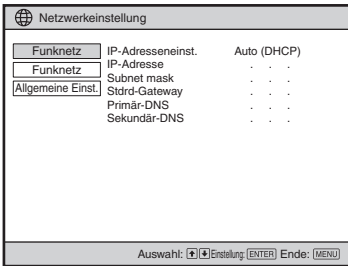 Netzwerkeinstellung
Funknetz
Funknetz
Allgemeine Einst.
IP-Adresseneinst. Auto (DHCP)
IP-Adresse . . .
Subnet mask . . .
Stdrd-Gateway . . .
Primär-DNS . . .
Sekundär-DNS . . .
Auswahl: Einstellung: ENTER Ende: MENU